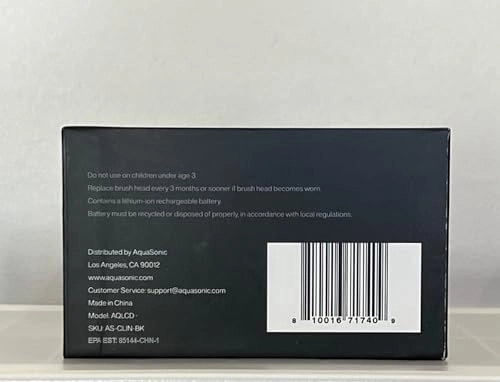 Do not use on children under age 3.
Replace brush head every 3 months or sooner if brush head becomes worn.
Contains a lithium-ion rechargeable battery.
Battery must be recycled or disposed of properly, in accordance with local regulations.
Distributed by AquaSonic
Los Angeles, CA 90012
www.aquasonic.com
Customer Service: support@aquasonic.com
Made in China
Model: AQLCD
SKU: AS-CLIN-BK
EPA EST: 85144-CHN-1
8 10016 71740 9